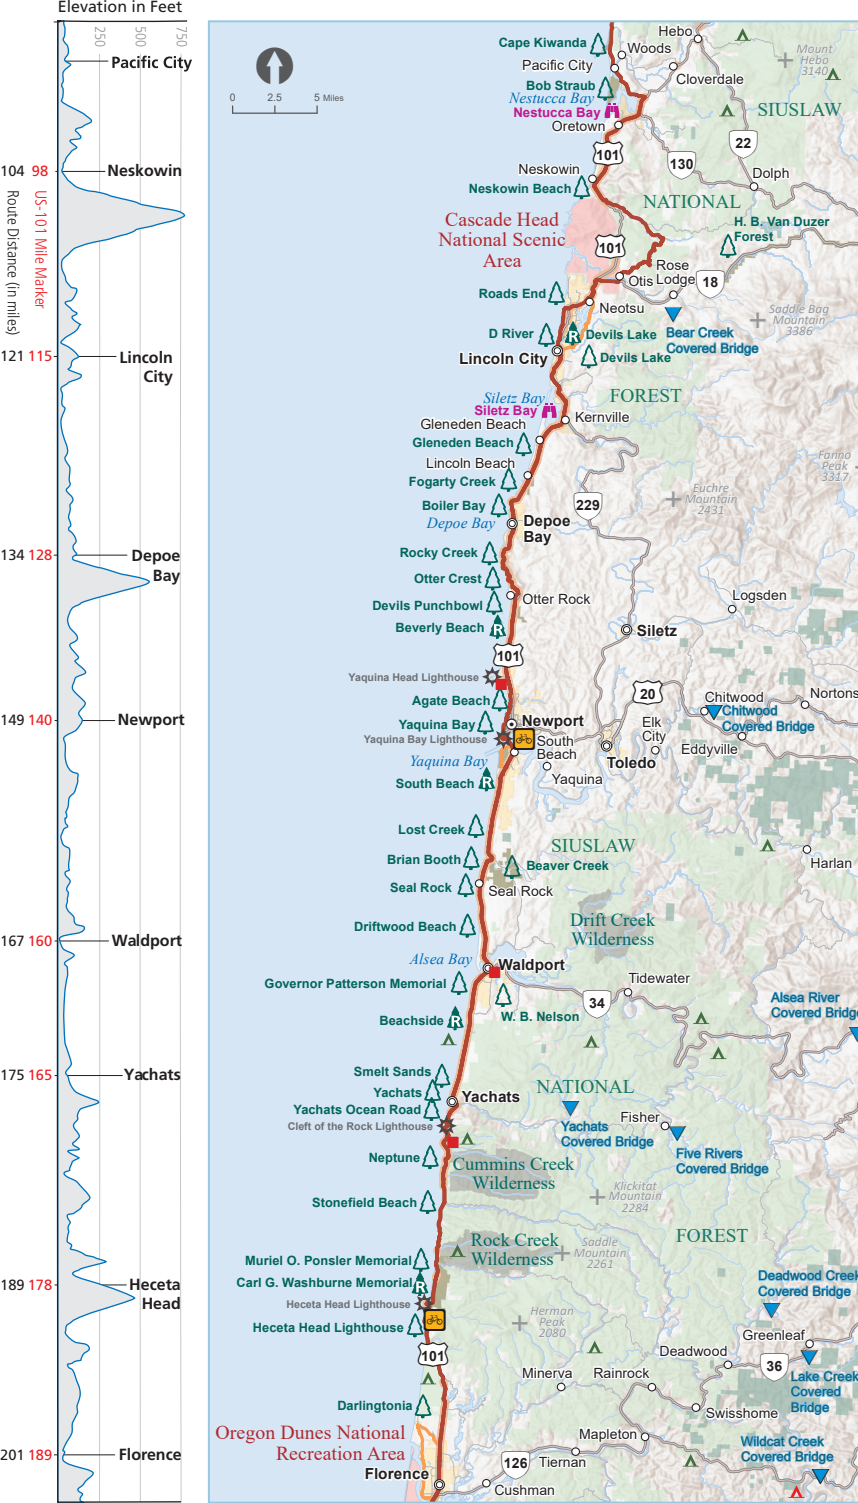 Elevation in Feet
250
500
750
Pacific City
104 98 Neskowin
Route Distance (in miles)
US-101 Mile Marker
121 115 Lincoln
City
134 128 Depoe
Bay
149 140 Newport
167 160 Waldport
175 165 Yachats
189 178 Heceta
Head
201 189 Florence
0 2.5 5 Miles
Cape Kiwanda
Hebo
Woods
Mount
Hebo
3140
Pacific City
Cloverdale
Bob Straub
Nestucca Bay
Nestucca Bay
SIUSLAW
Oretown
101
22
130
Neskowin
Dolph
Neskowin Beach
NATIONAL
Cascade Head
National Scenic
Area
H. B. Van Duzer
Forest
101
Rose
Lodge
Otis
18
Roads End
Neotsu
Saddle Bag
Mountain
3386
D River
R
Devils Lake
Bear Creek
Covered Bridge
Lincoln City
Devils Lake
Siletz Bay
FOREST
Siletz Bay
Kernville
Gleneden Beach
Gleneden Beach
Lincoln Beach
Fanno
Peak
3317
Fogarty Creek
Euchre
Mountain
2431
Boiler Bay
229
Depoe Bay
Depoe
Bay
Rocky Creek
Otter Crest
Logsden
Devils Punchbowl
Otter Rock
Beverly Beach
R
Siletz
101
Yaquina Head Lighthouse
20
Agate Beach
Chitwood
Nortons
Chitwood
Covered Bridge
Yaquina Bay
Newport
Elk
City
Yaquina Bay Lighthouse
South
Beach
Eddyville
Yaquina Bay
Toledo
South Beach
R
Yaquina
Lost Creek
SIUSLAW
Brian Booth
Beaver Creek
Harlan
Seal Rock
Seal Rock
Driftwood Beach
Drift Creek
Wilderness
Alsea Bay
Waldport
Governor Patterson Memorial
Tidewater
34
Alsea River
Covered Bridge
W. B. Nelson
Beachside
R
Smelt Sands
Yachats
Yachats
NATIONAL
Yachats Ocean Road
Cleft of the Rock Lighthouse
Yachats
Covered Bridge
Fisher
Five Rivers
Covered Bridge
Neptune
Cummins Creek
Wilderness
Klickitat
Mountain
2284
Stonefield Beach
Rock Creek
Wilderness
Saddle
Mountain
2261
FOREST
Muriel O. Ponsler Memorial
Carl G. Washburne Memorial
R
Deadwood Creek
Covered Bridge
Heceta Head Lighthouse
Heceta Head Lighthouse
Herman
Peak
2080
Greenleaf
101
Deadwood
36
Minerva
Rainrock
Lake Creek
Covered
Bridge
Darlingtonia
Swisshome
Oregon Dunes National
Recreation Area
Mapleton
Wildcat Creek
Covered Bridge
126
Tiernan
Florence
Cushman